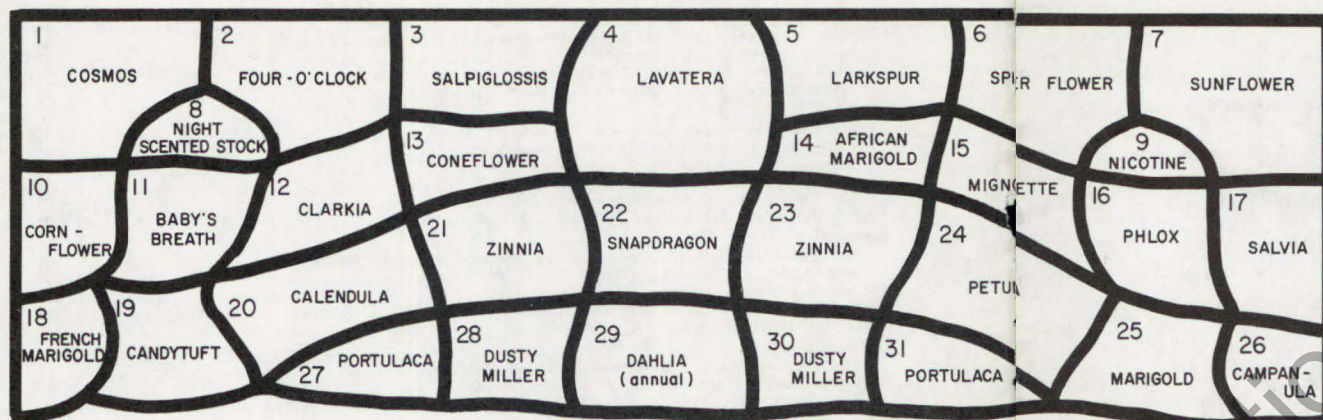 1
COSMOS
2
FOUR-O'CLOCK
3
SALPIGLOSSIS
4
LAVATERA
5
LARKSPUR
6
FLOWER
7
SUNFLOWER
8
NIGHT
SCENTED STOCK
9
NICOTINE
10
CORN-
FLOWER
11
BABY'S
BREATH
12
CLARKIA
13
CONEFLOWER
14
AFRICAN
MARIGOLD
15
MIGNETTE
16
PHLOX
17
SALVIA
18
FRENCH
MARIGOLD
19
CANDYTUFT
20
CALENDULA
21
ZINNIA
22
SNAPDRAGON
23
ZINNIA
24
PETU
25
MARIGOLD
26
CAMPAN-
ULA
27
PORTULACA
28
DUSTY
MILLER
29
DAHLIA
(annual)
30
DUSTY
MILLER
31
PORTULACA